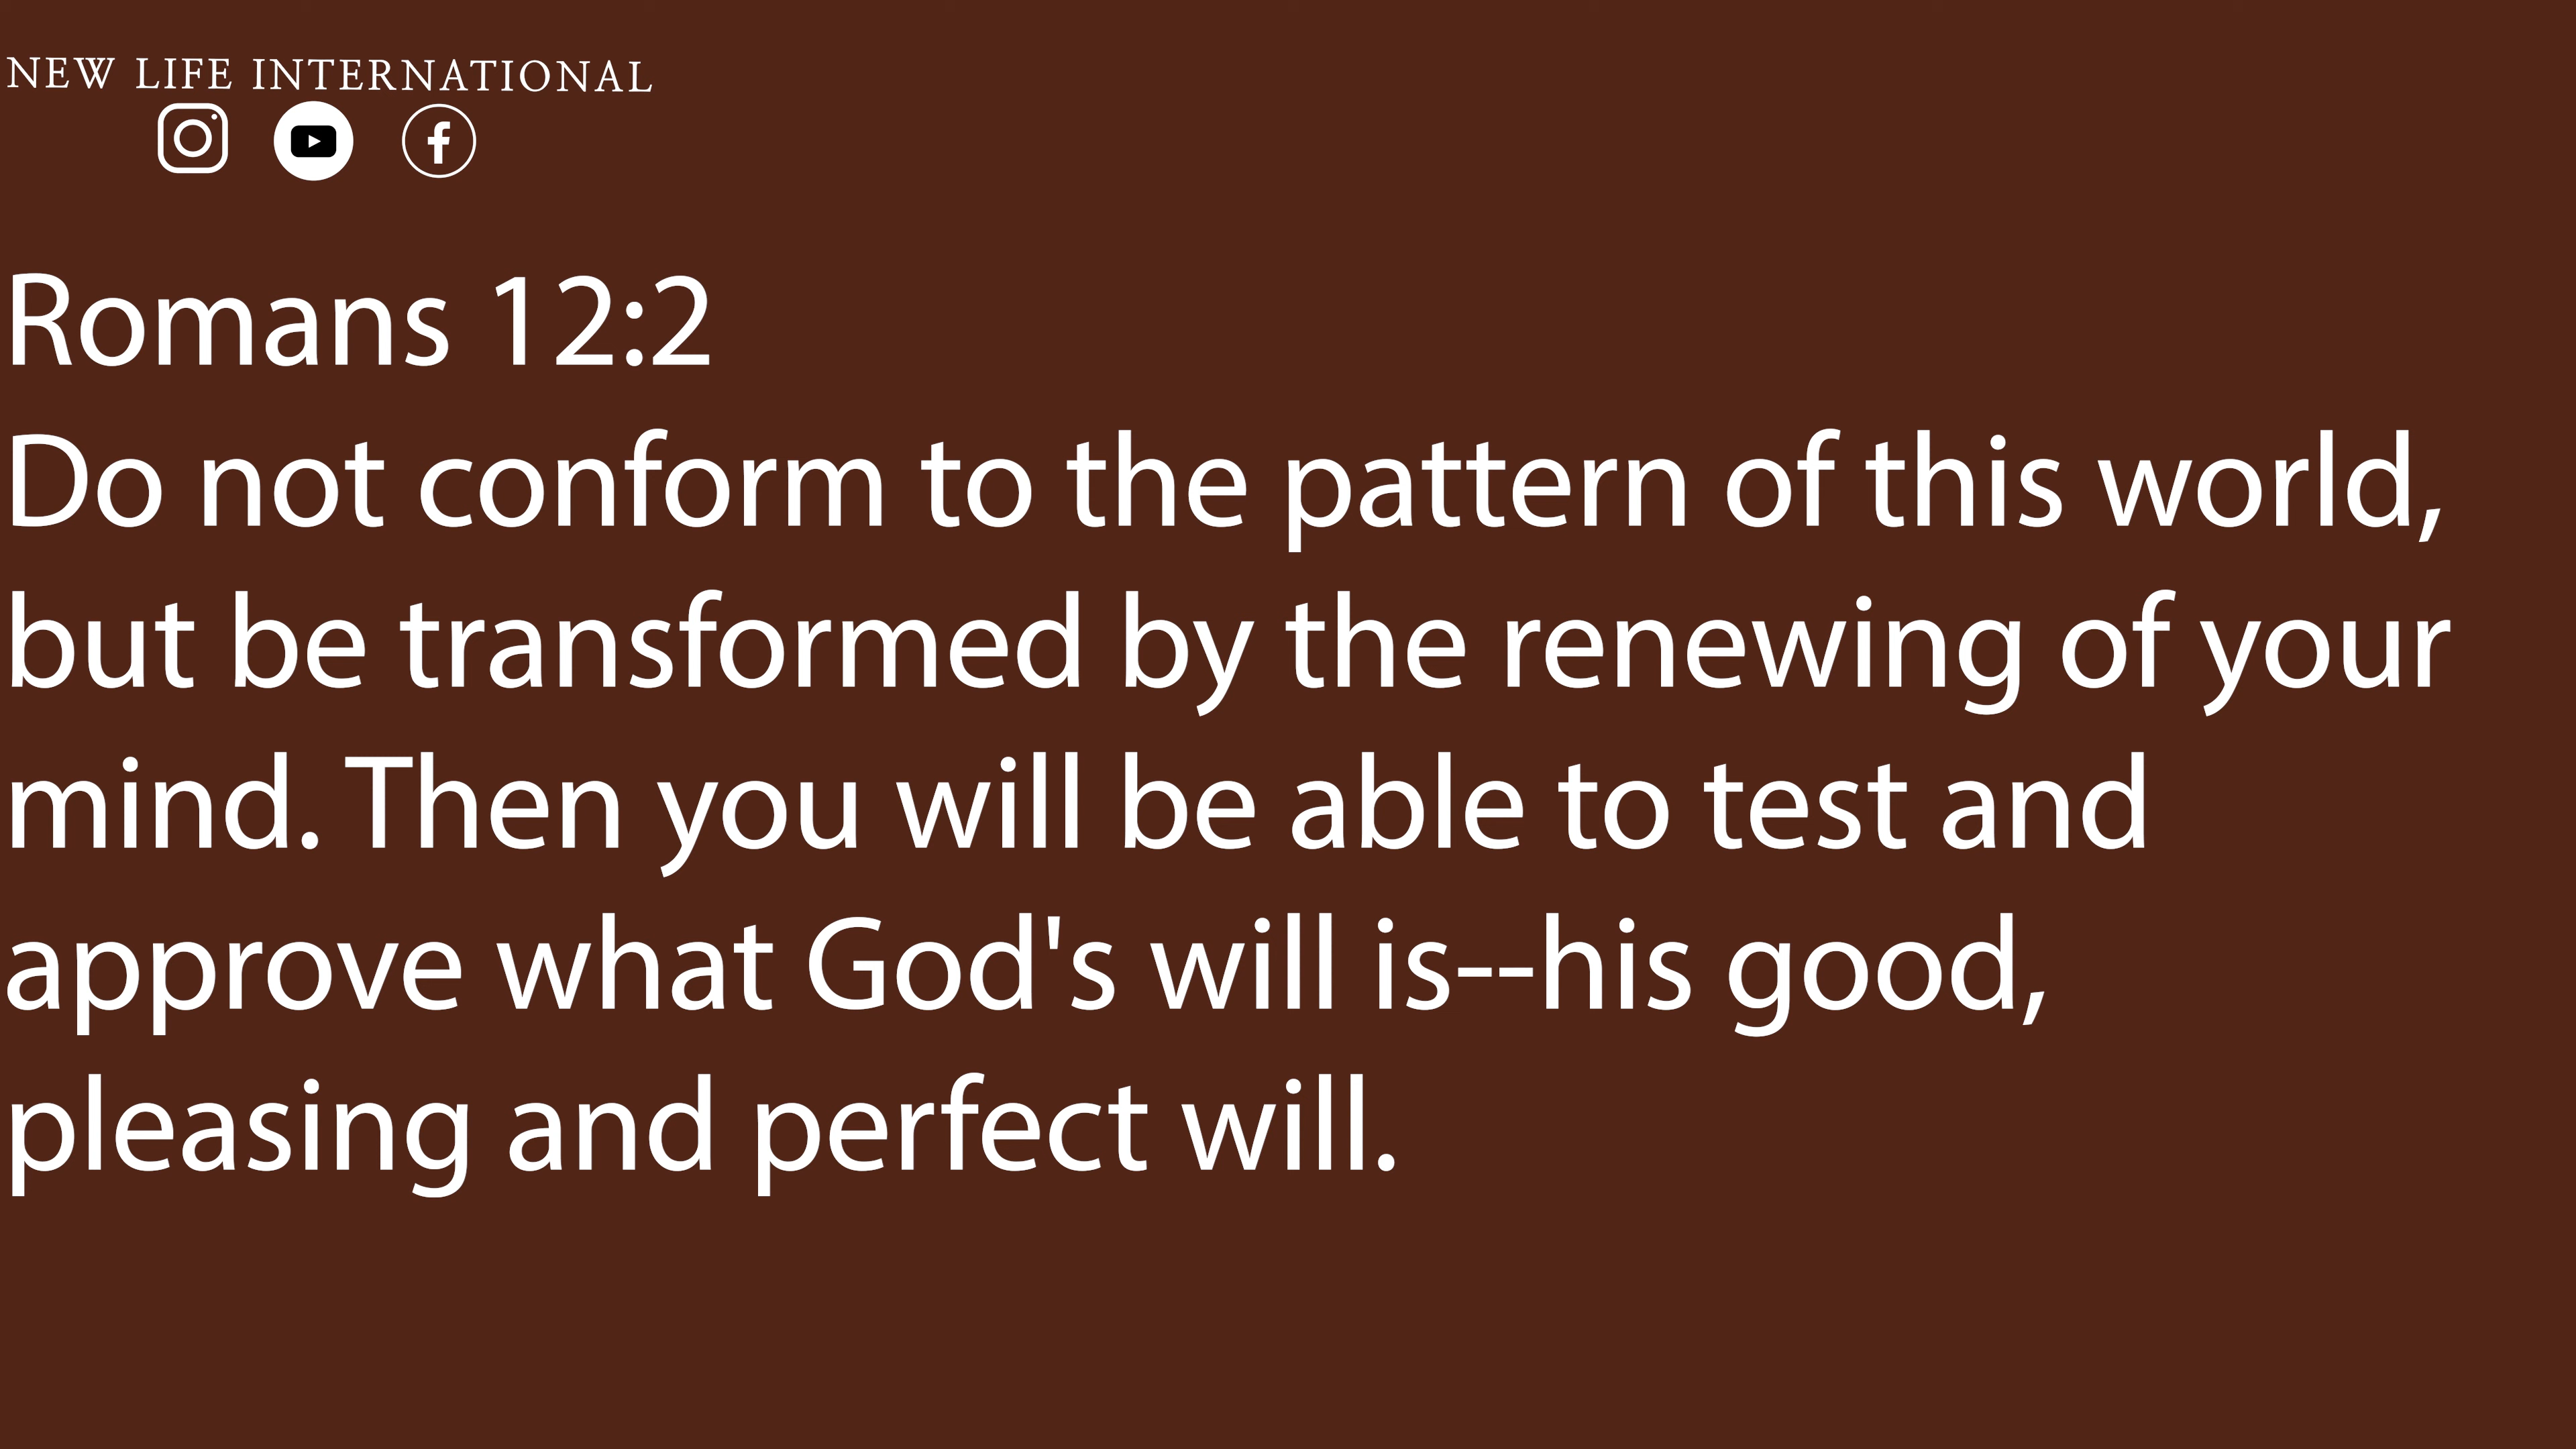 NEW LIFE INTERNATIONAL
Romans 12:2
Do not conform to the pattern of this world,
but be transformed by the renewing of your
mind. Then you will be able to test and
approve what God's will is--his good,
pleasing and perfect will.